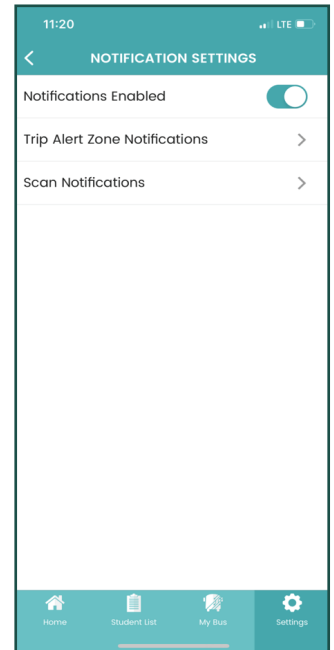 11:20
LTE
NOTIFICATION SETTINGS
Notifications Enabled
Trip Alert Zone Notifications
Scan Notifications
Home Student List My Bus Settings